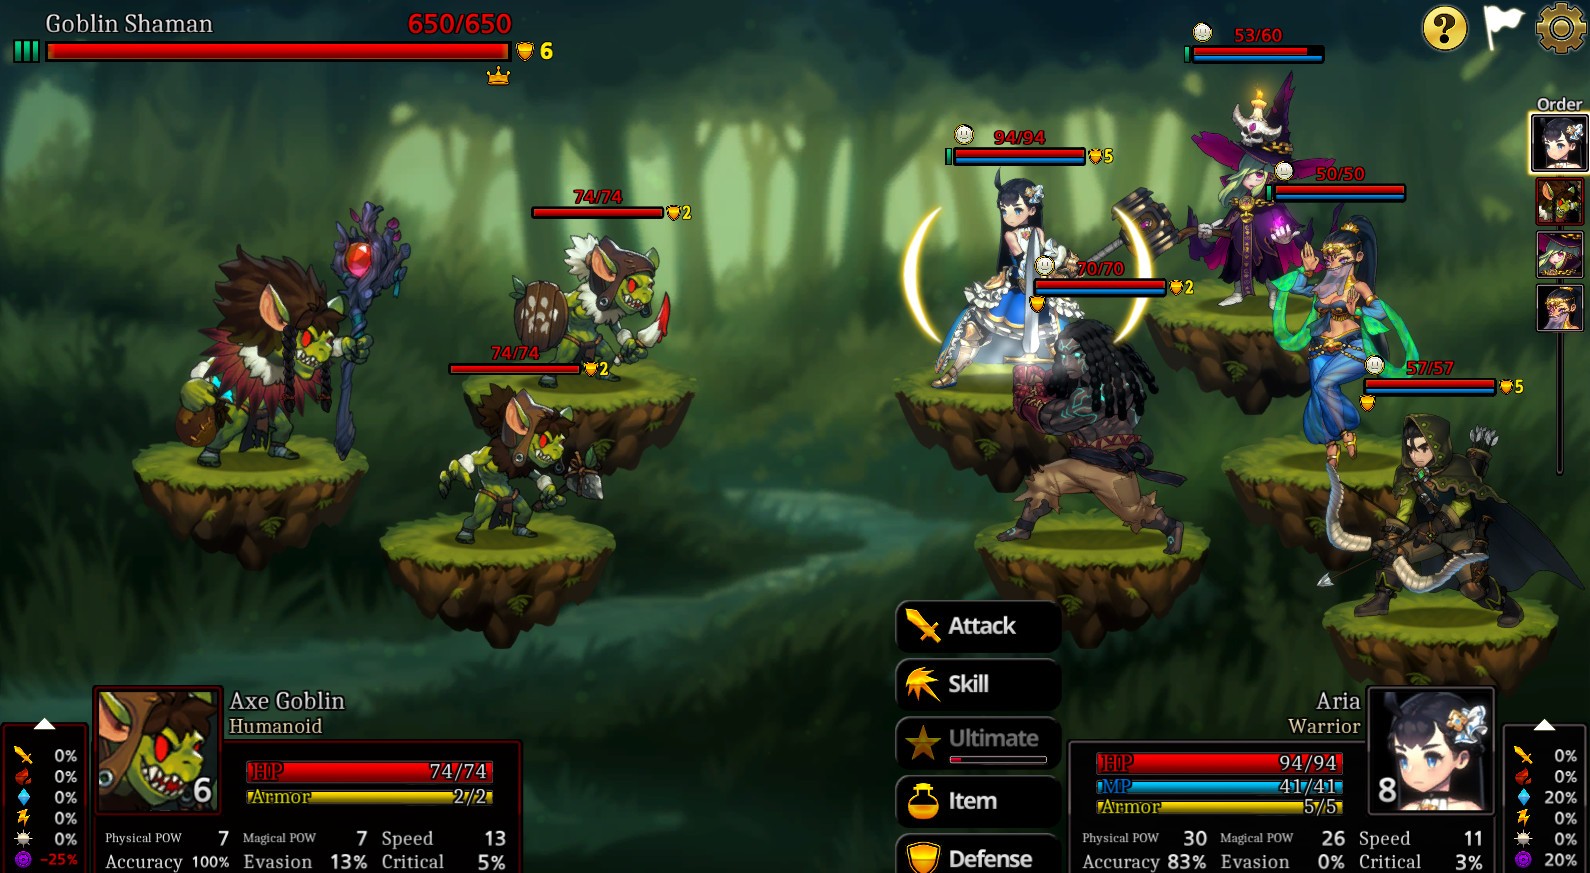 Goblin Shaman 650/650
6
53/60
?
Order
94/94
5
50/50
74/74
2
70/70
2
74/74
2
57/57
5
Attack
Skill
Ultimate
Item
Defense
Axe Goblin
Humanoid
6
HP 74/74
Armor 2/2
Physical POW 7 Magical POW 7 Speed 13
Accuracy 100% Evasion 13% Critical 5%
0%
0%
0%
0%
0%
-25%
Aria
Warrior
8
HP 94/94
MP 41/41
Armor 5/5
Physical POW 30 Magical POW 26 Speed 11
Accuracy 83% Evasion 0% Critical 3%
0%
0%
20%
0%
0%
20%